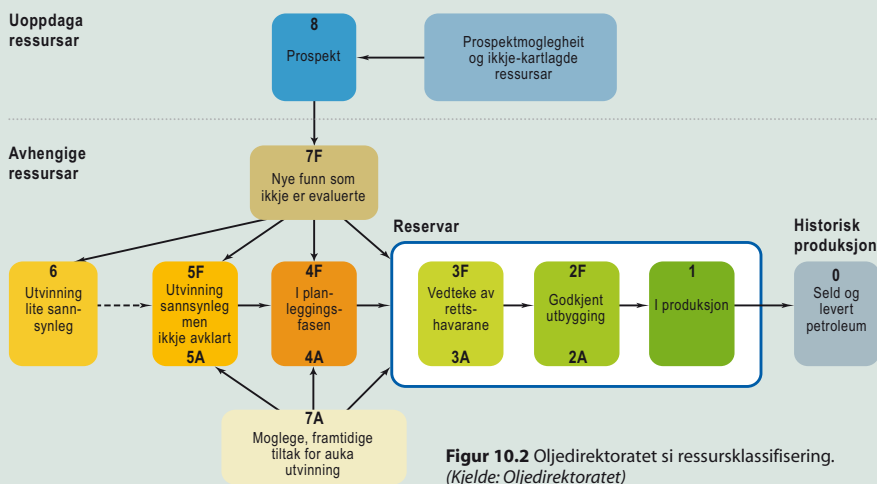 Uoppdaga
ressursar
8
Prospekt
Prospektmoglegheit
og ikkje-kartlagde
ressursar
Avhengige
ressursar
7F
Nye funn som
ikkje er evaluerte
Reservar
Historisk
produksjon
6
Utvinning
lite sann-
synleg
5F
Utvinning
sannsynleg
men
ikkje avklart
5A
4F
I plan-
leggings-
fasen
4A
3F
Vedteke av
retts-
havarane
3A
2F
Godkjent
utbygging
2A
1
I produksjon
0
Seld og
levert
petroleum
7A
Moglege, framtidige
tiltak for auka
utvinning
Figur 10.2 Oljedirektoratet si ressursklassifisering.
(Kjelde: Oljedirektoratet)